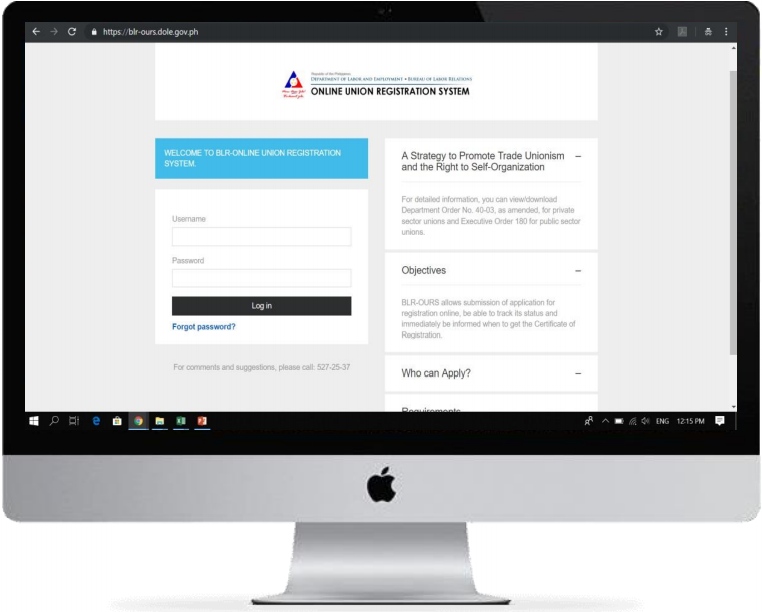 https://blr-ours.dole.gov.ph
Republic of the Philippines
DEPARTMENT OF LABOR AND EMPLOYMENT • BUREAU OF LABOR RELATIONS
ONLINE UNION REGISTRATION SYSTEM
WELCOME TO BLR-ONLINE UNION REGISTRATION
SYSTEM.
Username
Password
Log in
Forgot password?
For comments and suggestions, please call: 527-25-37
A Strategy to Promote Trade Unionism –
and the Right to Self-Organization
For detailed information, you can view/download
Department Order No. 40-03, as amended, for private
sector unions and Executive Order 180 for public sector
unions.
Objectives –
BLR-OURS allows submission of application for
registration online, be able to track its status and
immediately be informed when to get the Certificate of
Registration.
Who can Apply? –
Requirements
ENG 12:15 PM